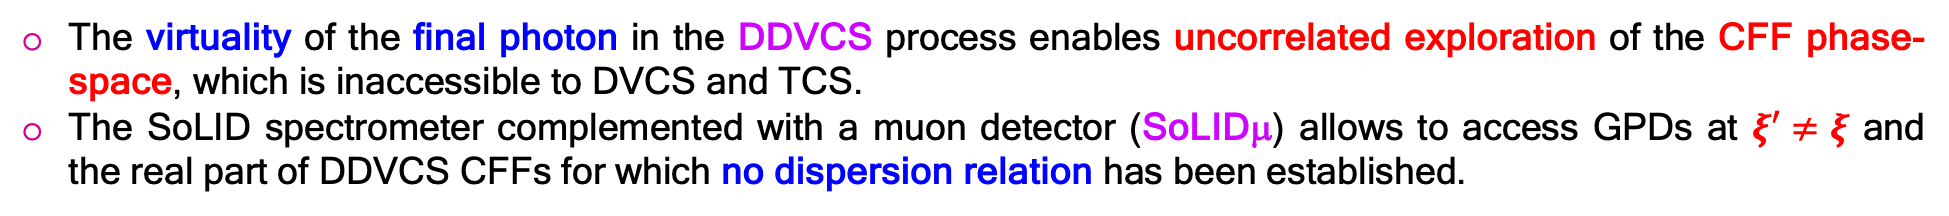 ○ The virtuality of the final photon in the DDVCS process enables uncorrelated exploration of the CFF phase-
space, which is inaccessible to DVCS and TCS.
○ The SoLID spectrometer complemented with a muon detector (SoLIDμ) allows to access GPDs at ξ′ ≠ ξ and
the real part of DDVCS CFFs for which no dispersion relation has been established.